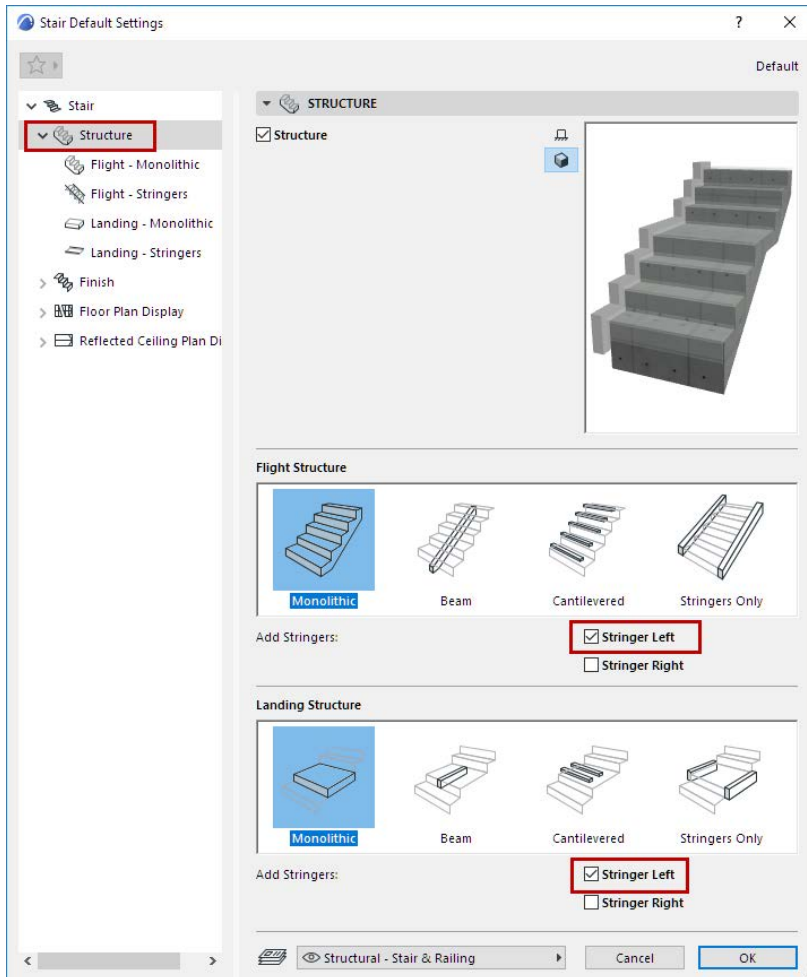 Stair Default Settings
?
Default
Stair
Structure
Flight - Monolithic
Flight - Stringers
Landing - Monolithic
Landing - Stringers
Finish
Floor Plan Display
Reflected Ceiling Plan Di
STRUCTURE
Structure
Flight Structure
Monolithic Beam Cantilevered Stringers Only
Add Stringers: Stringer Left
Stringer Right
Landing Structure
Monolithic Beam Cantilevered Stringers Only
Add Stringers: Stringer Left
Stringer Right
Structural - Stair & Railing Cancel OK